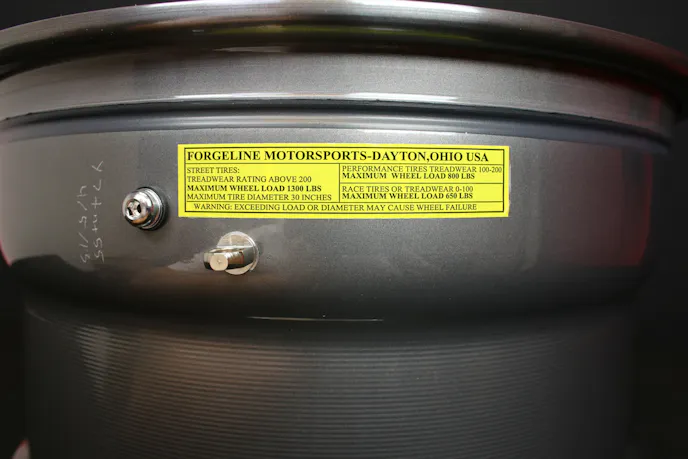 FORGELINE MOTORSPORTS-DAYTON,OHIO USA
STREET TIRES:
TREADWEAR RATING ABOVE 200
MAXIMUM WHEEL LOAD 1300 LBS
MAXIMUM TIRE DIAMETER 30 INCHES
PERFORMANCE TIRES TREADWEAR 100-200
MAXIMUM WHEEL LOAD 800 LBS
RACE TIRES OR TREADWEAR 0-100
MAXIMUM WHEEL LOAD 650 LBS
WARNING: EXCEEDING LOAD OR DIAMETER MAY CAUSE WHEEL FAILURE